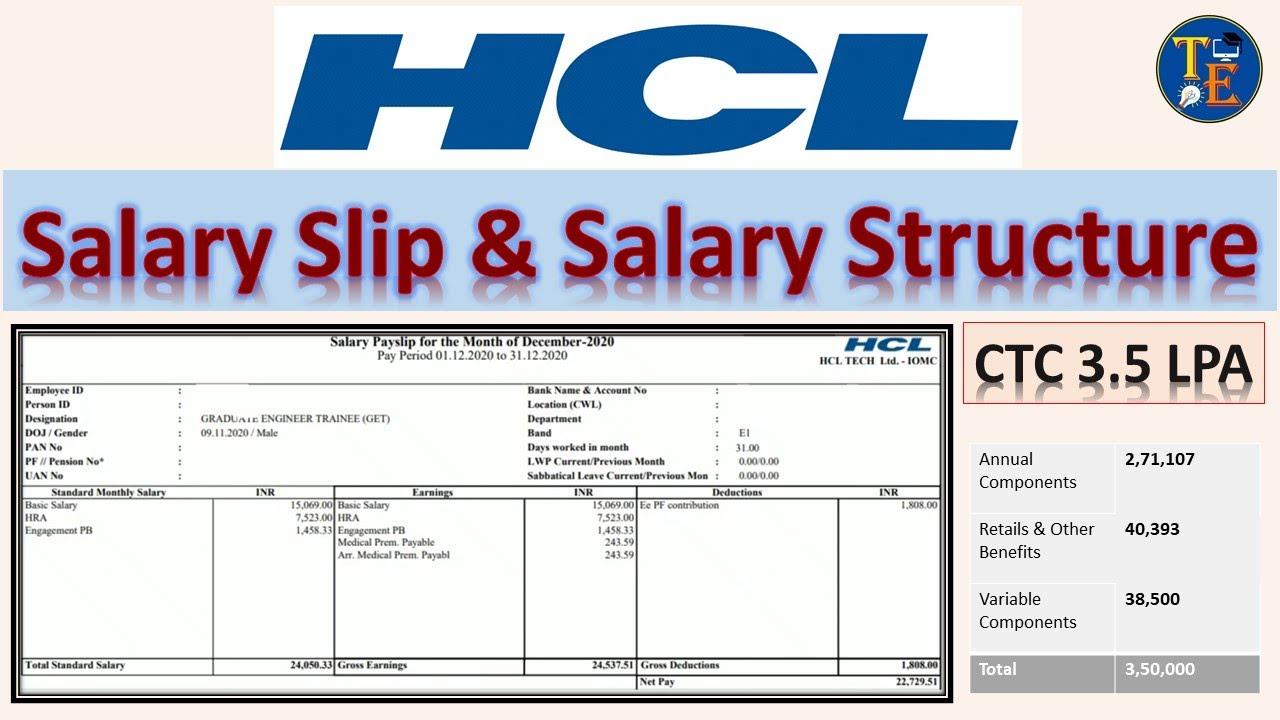 HCL
TE
Salary Slip & Salary Structure
Salary Payslip for the Month of December-2020
Pay Period 01.12.2020 to 31.12.2020
HCL
HCL TECH Ltd. - IOMC
Employee ID : Bank Name & Account No :
Person ID : Location (CWL) :
Designation : GRADUATE ENGINEER TRAINEE (GET) Department :
DOJ / Gender : 09.11.2020 / Male Band : E1
PAN No : Days worked in month : 31.00
PF // Pension No* : LWP Current/Previous Month : 0.00/0.00
UAN No : Sabbatical Leave Current/Previous Mon : 0.00/0.00
Standard Monthly Salary INR Earnings INR Deductions INR
Basic Salary 15,069.00 Basic Salary 15,069.00 Ee PF contribution 1,808.00
HRA 7,523.00 HRA 7,523.00
Engagement PB 1,458.33 Engagement PB 1,458.33
Medical Prem. Payable 243.59
Arr. Medical Prem. Payabl 243.59
Total Standard Salary 24,050.33 Gross Earnings 24,537.51 Gross Deductions 1,808.00
Net Pay 22,729.51
CTC 3.5 LPA
Annual 2,71,107
Components
Retails & Other 40,393
Benefits
Variable 38,500
Components
Total 3,50,000